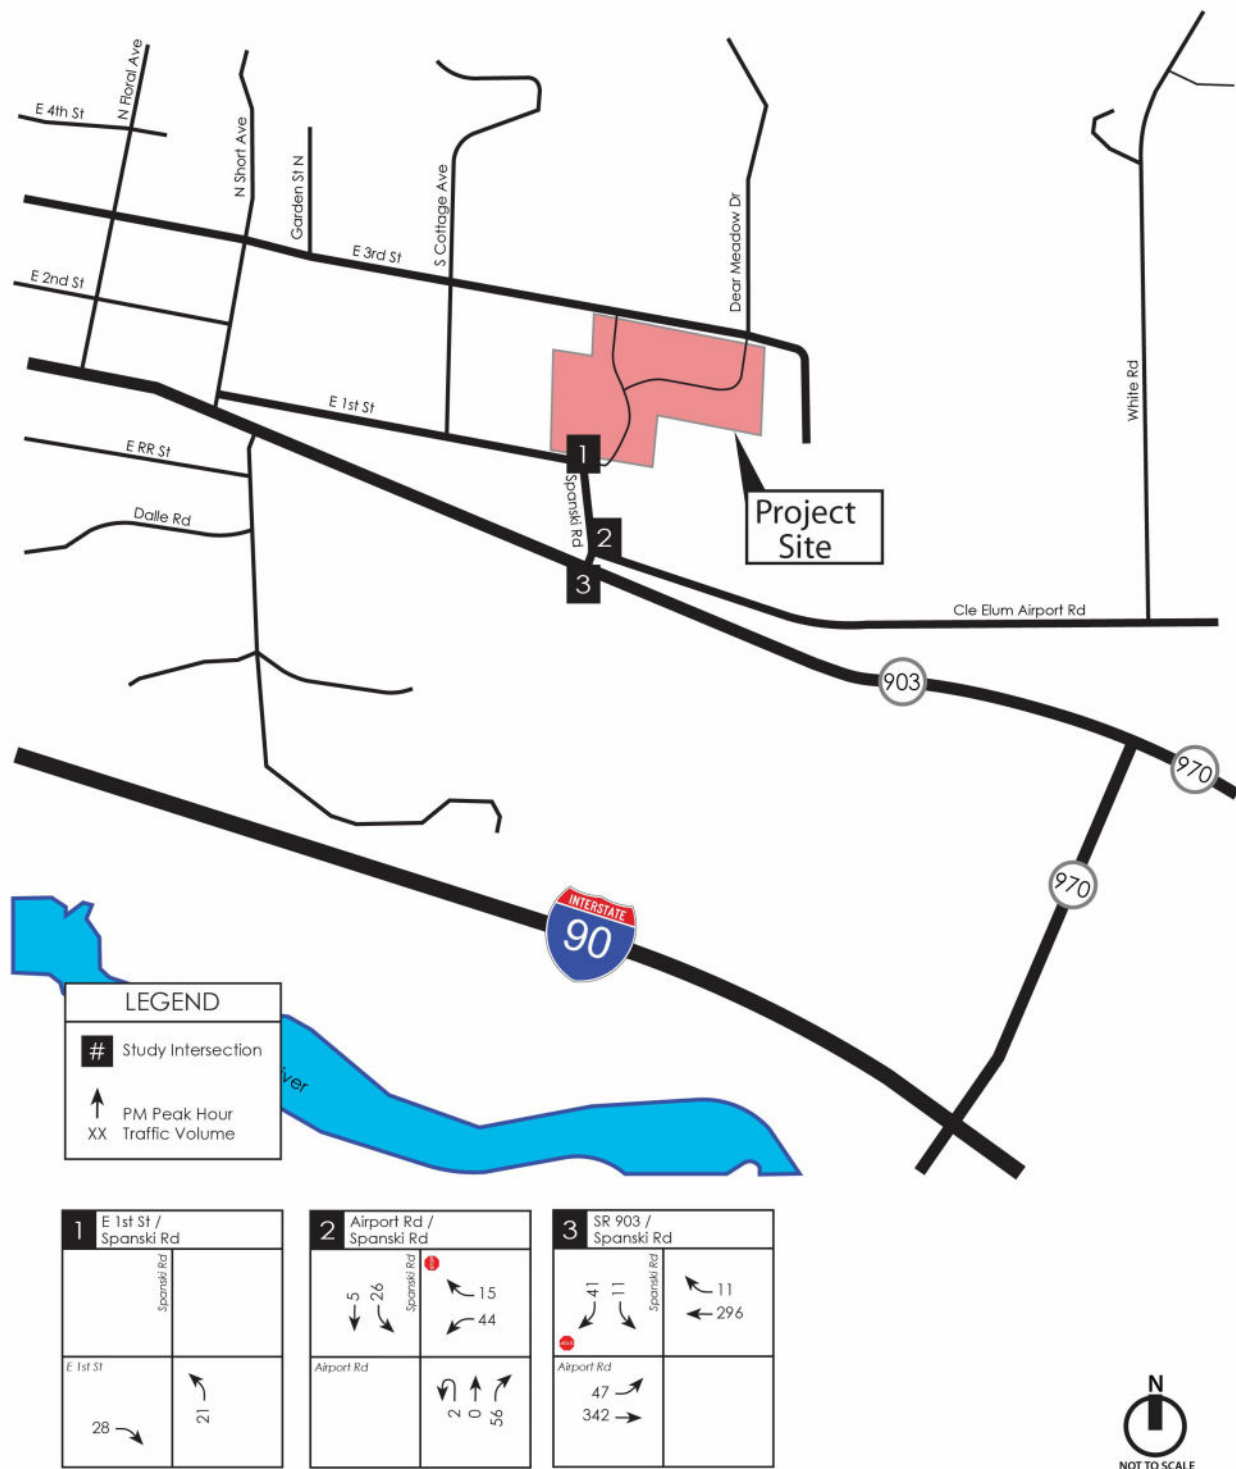 N Floral Ave
E 4th St
N Short Ave
Garden St N
S Cottage Ave
Dear Meadow Dr
E 3rd St
E 2nd St
White Rd
E 1st St
1
E RR St
Spanski Rd
Project
Site
Dalle Rd
2
3
Cle Elum Airport Rd
903
970
970
INTERSTATE
90
LEGEND
# Study Intersection
PM Peak Hour
XX Traffic Volume
iver
1 E 1st St /
Spanski Rd
Spanski Rd
E 1st St
28
21
2 Airport Rd /
Spanski Rd
5
26
Spanski Rd
15
44
Airport Rd
2
0
56
3 SR 903 /
Spanski Rd
41
11
Spanski Rd
11
296
Airport Rd
47
342
N
NOT TO SCALE